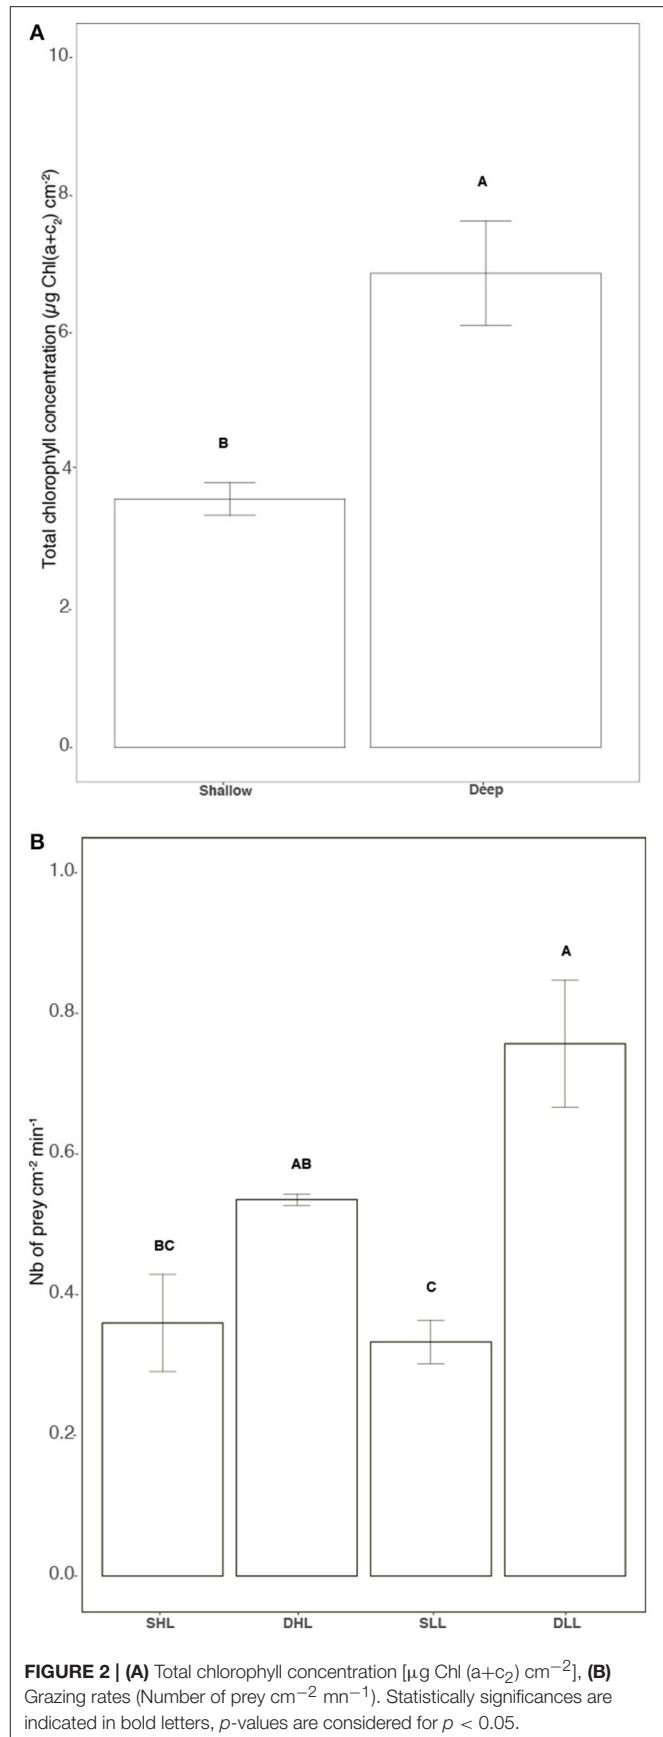 A
10
8
6
4
2
0
Total chlorophyll concentration (µg Chl(a+c₂) cm⁻²)
B
A
Shallow
Deep
B
1.0
0.8
0.6
0.4
0.2
0.0
Nb of prey cm⁻² min⁻¹
BC
AB
C
A
SHL
DHL
SLL
DLL
FIGURE 2 | (A) Total chlorophyll concentration [µg Chl (a+c₂) cm⁻²], (B)
Grazing rates (Number of prey cm⁻² mn⁻¹). Statistically significances are
indicated in bold letters, p-values are considered for p < 0.05.